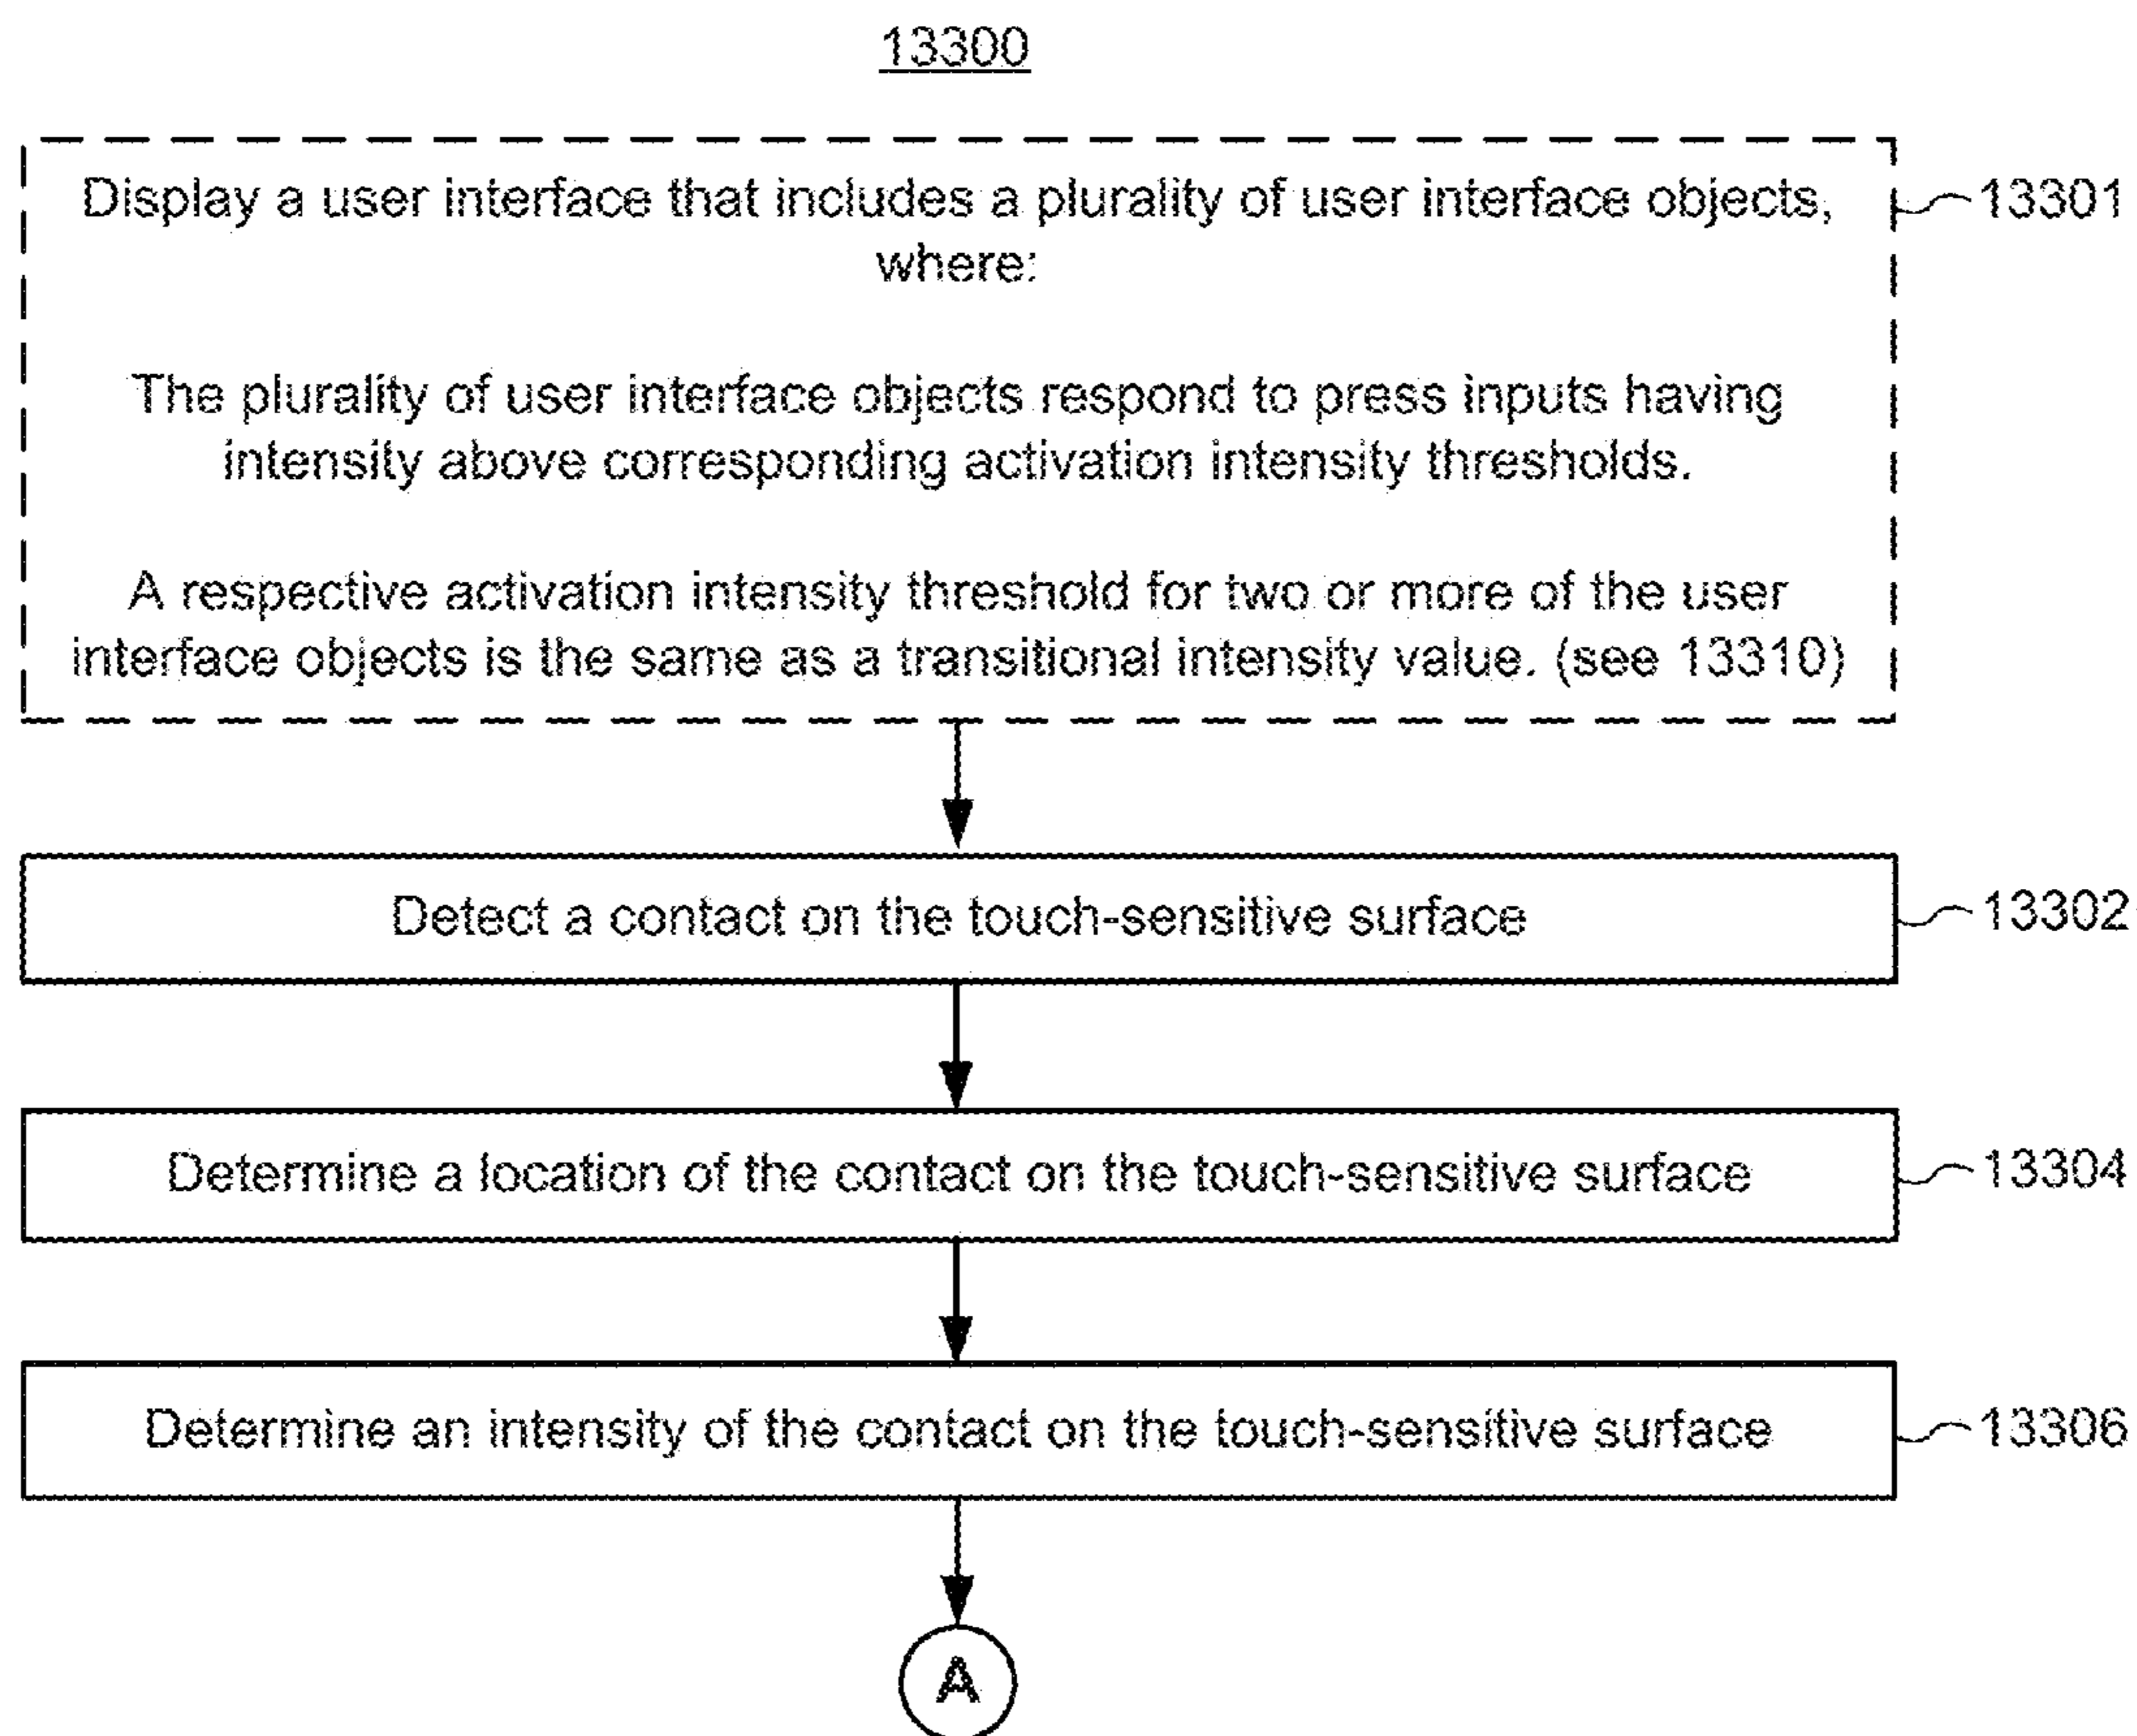 13300
Display a user interface that includes a plurality of user interface objects,
where:
13301
The plurality of user interface objects respond to press inputs having
intensity above corresponding activation intensity thresholds.
A respective activation intensity threshold for two or more of the user
interface objects is the same as a transitional intensity value. (see 13310)
Detect a contact on the touch-sensitive surface
13302
Determine a location of the contact on the touch-sensitive surface
13304
Determine an intensity of the contact on the touch-sensitive surface
13306
A